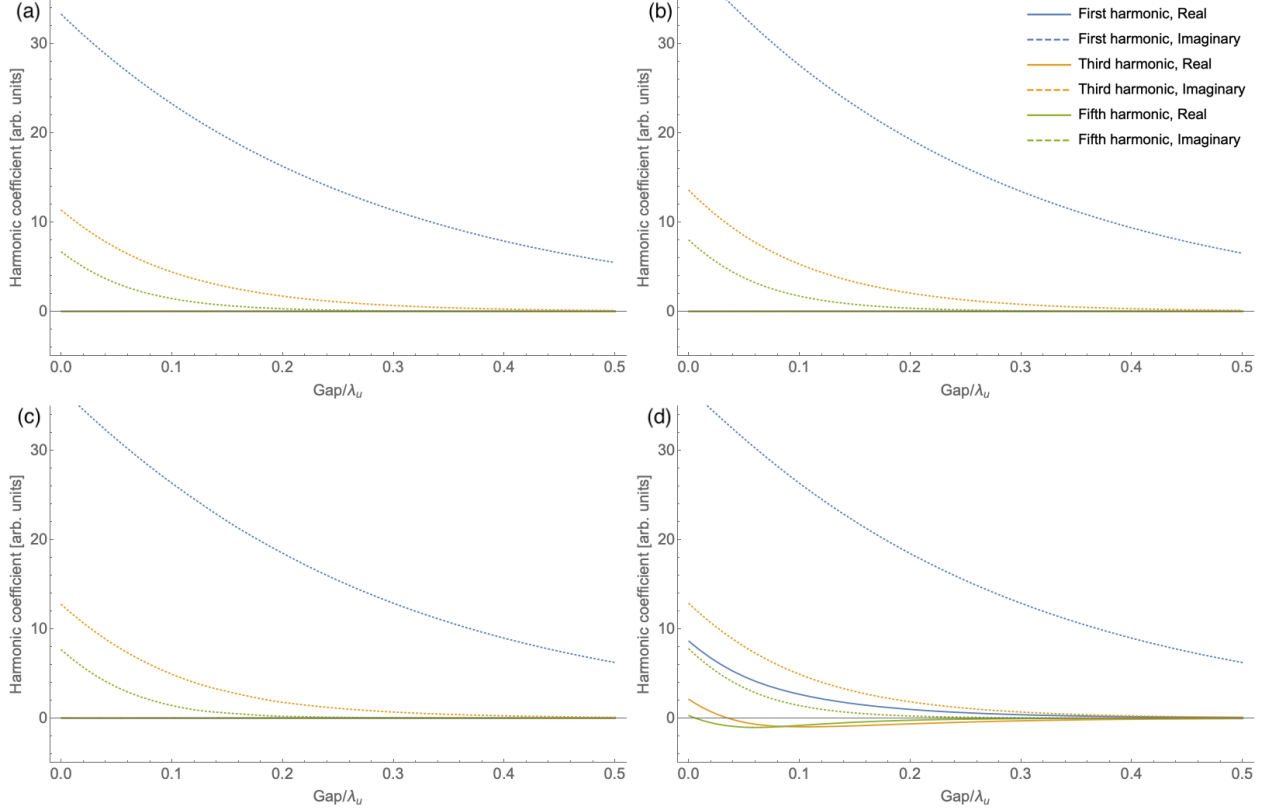 (a)
30
20
10
0
Harmonic coefficient [arb. units]
0.0 0.1 0.2 0.3 0.4 0.5
Gap/λu
(b)
30
20
10
0
Harmonic coefficient [arb. units]
0.0 0.1 0.2 0.3 0.4 0.5
Gap/λu
First harmonic, Real
First harmonic, Imaginary
Third harmonic, Real
Third harmonic, Imaginary
Fifth harmonic, Real
Fifth harmonic, Imaginary
(c)
30
20
10
0
Harmonic coefficient [arb. units]
0.0 0.1 0.2 0.3 0.4 0.5
Gap/λu
(d)
30
20
10
0
Harmonic coefficient [arb. units]
0.0 0.1 0.2 0.3 0.4 0.5
Gap/λu